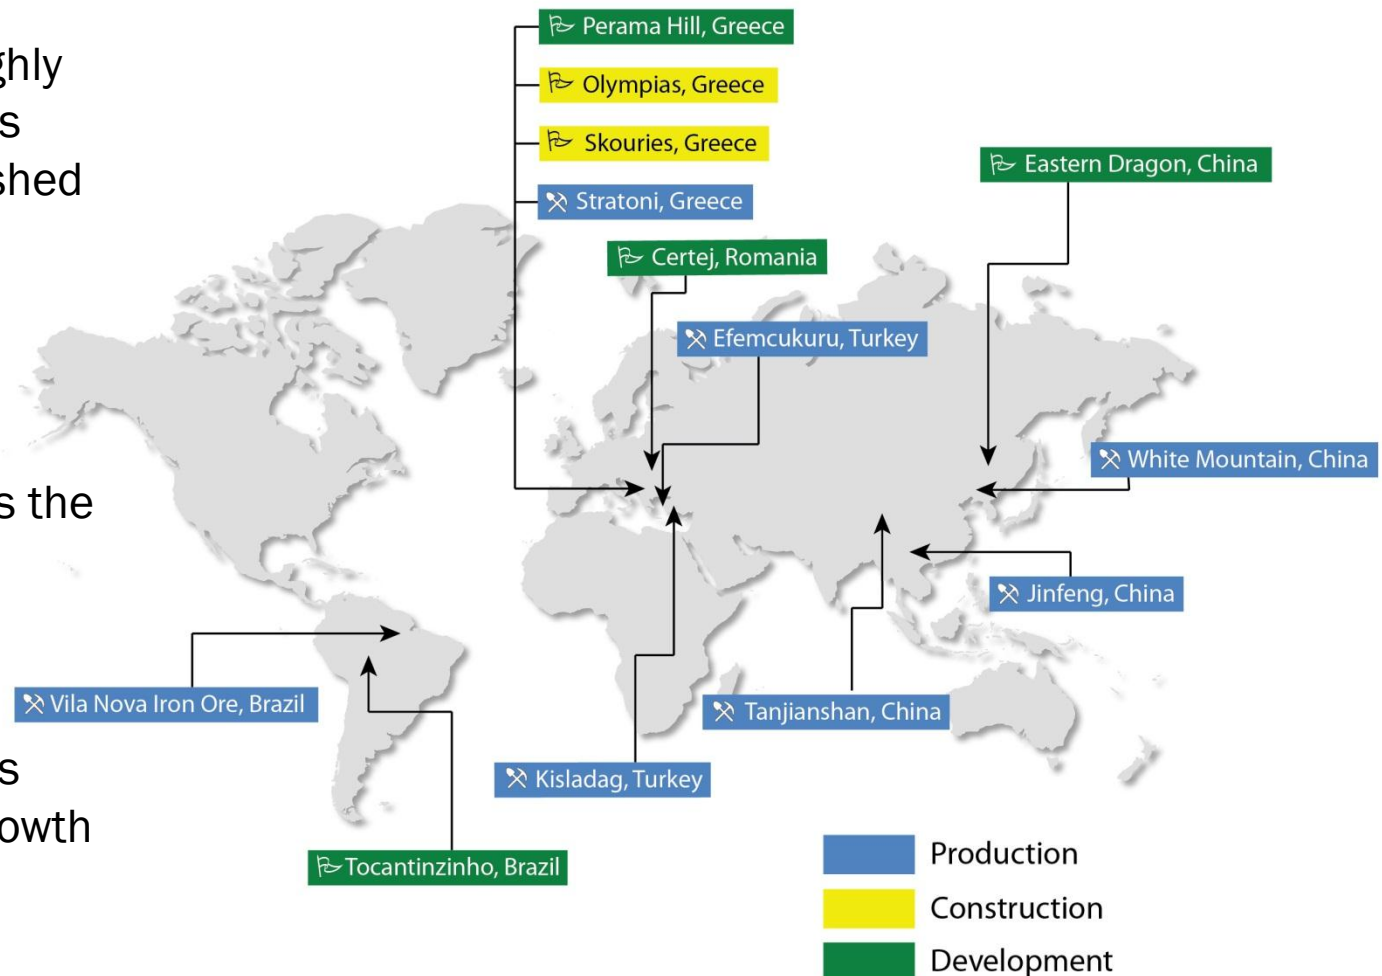 ghly
s
shed
s the
s
owth
Perama Hill, Greece
Olympias, Greece
Skouries, Greece
Stratoni, Greece
Certej, Romania
Eastern Dragon, China
Efemcukuru, Turkey
White Mountain, China
Jinfeng, China
Vila Nova Iron Ore, Brazil
Tanjianshan, China
Kisladag, Turkey
Tocantinzinho, Brazil
Production
Construction
Development